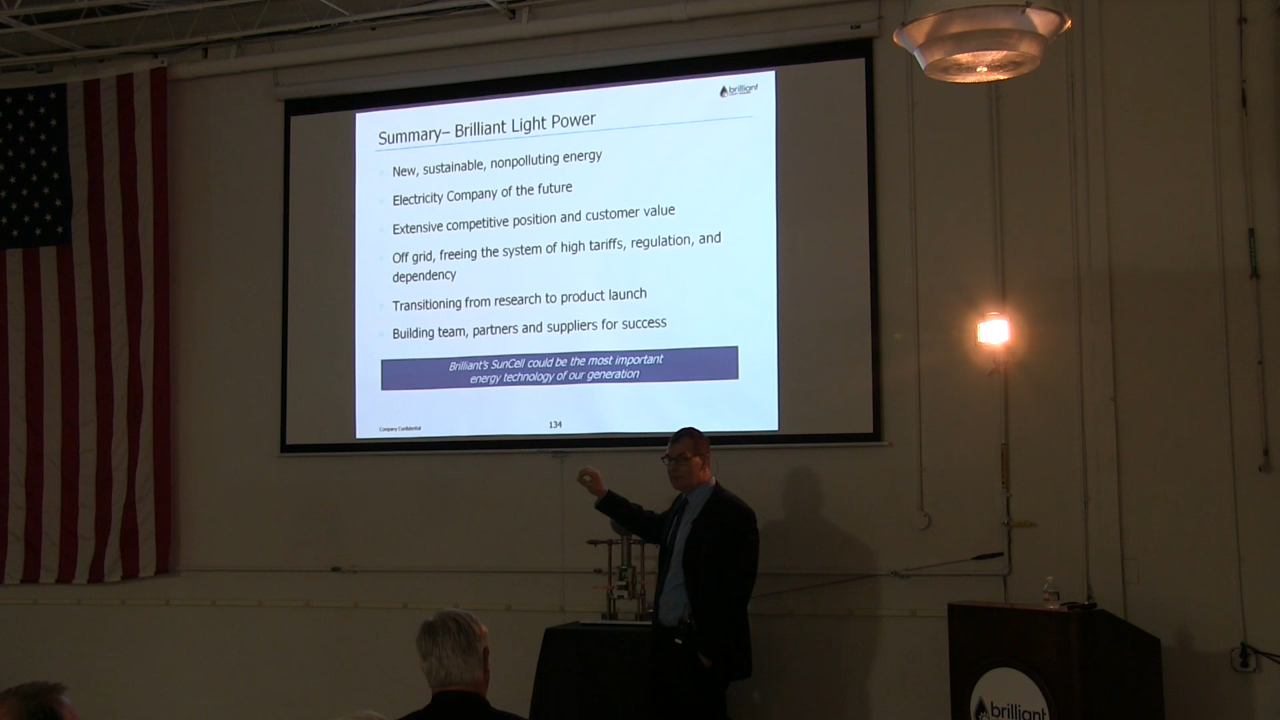 brilliant
Summary– Brilliant Light Power
New, sustainable, nonpolluting energy
Electricity Company of the future
Extensive competitive position and customer value
Off grid, freeing the system of high tariffs, regulation, and
dependency
Transitioning from research to product launch
Building team, partners and suppliers for success
Brilliant's SunCell could be the most important
energy technology of our generation
Company Confidential
134
brilliant